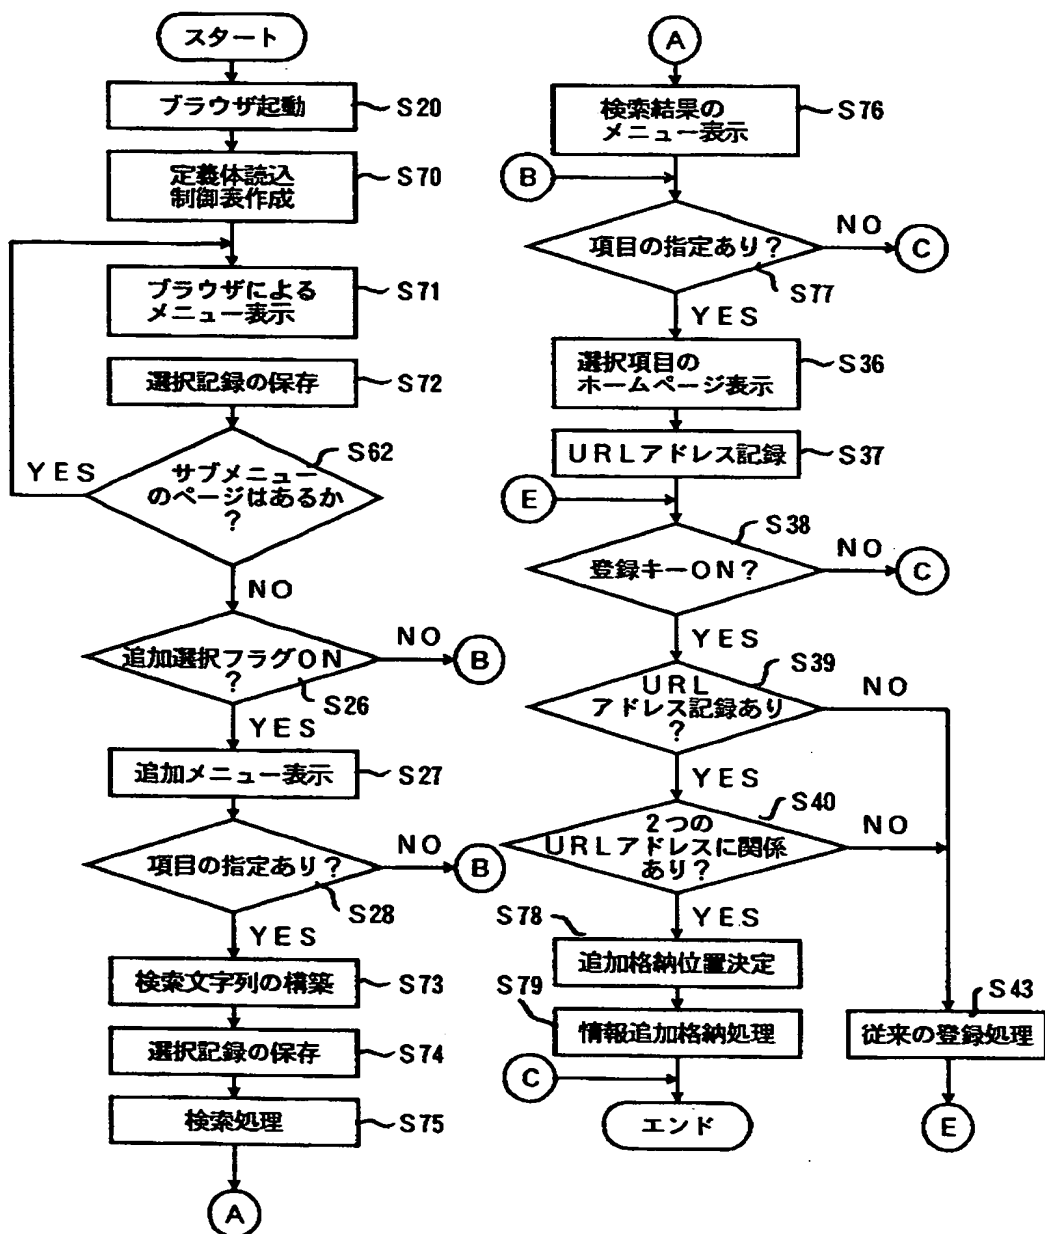 スタート
ブラウザ起動
S20
定義体読込
制御表作成
S70
ブラウザによる
メニュー表示
S71
選択記録の保存
S72
S62
YES
サブメニュー
のページはあるか
?
NO
追加選択フラグON
?
NO
B
S26
YES
追加メニュー表示
S27
項目の指定あり?
NO
B
S28
YES
検索文字列の構築
S73
選択記録の保存
S74
検索処理
S75
A
A
検索結果の
メニュー表示
S76
B
項目の指定あり?
NO
C
S77
YES
選択項目の
ホームページ表示
S36
URLアドレス記録
S37
E
S38
登録キーON?
NO
C
YES
S39
URL
アドレス記録あり
?
NO
YES
S40
2つの
URLアドレスに関係
あり?
NO
YES
S78
追加格納位置決定
S79
情報追加格納処理
S43
従来の登録処理
C
エンド
E